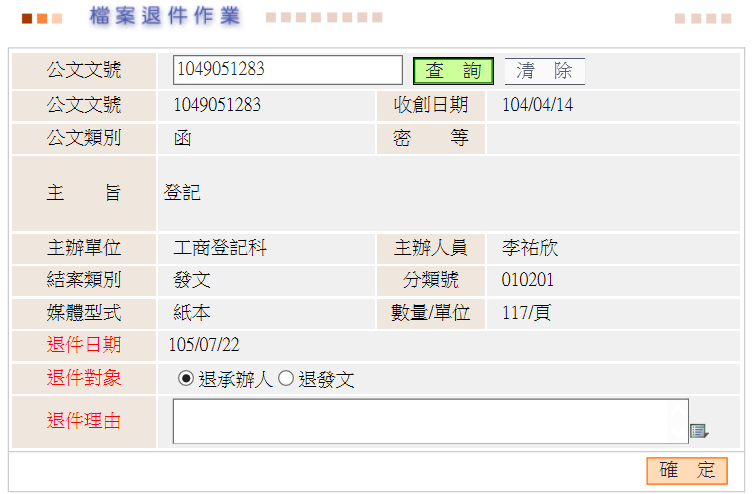 檔案退件作業
公文文號 1049051283 查 詢 清 除
公文文號 1049051283 收創日期 104/04/14
公文類別 函 密 等
主 旨 登記
主辦單位 工商登記科 主辦人員 李祐欣
結案類別 發文 分類號 010201
媒體型式 紙本 數量/單位 117/頁
退件日期 105/07/22
退件對象 退承辦人 退發文
退件理由
確 定